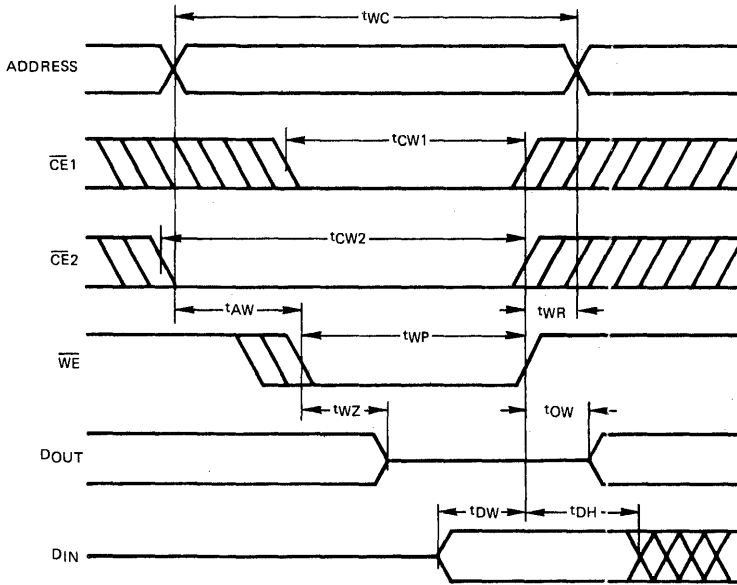 tWC
ADDRESS
tCW1
CE1
tCW2
CE2
tAW
tWR
tWP
WE
tWZ
tOW
DOUT
tDW
tDH
DIN